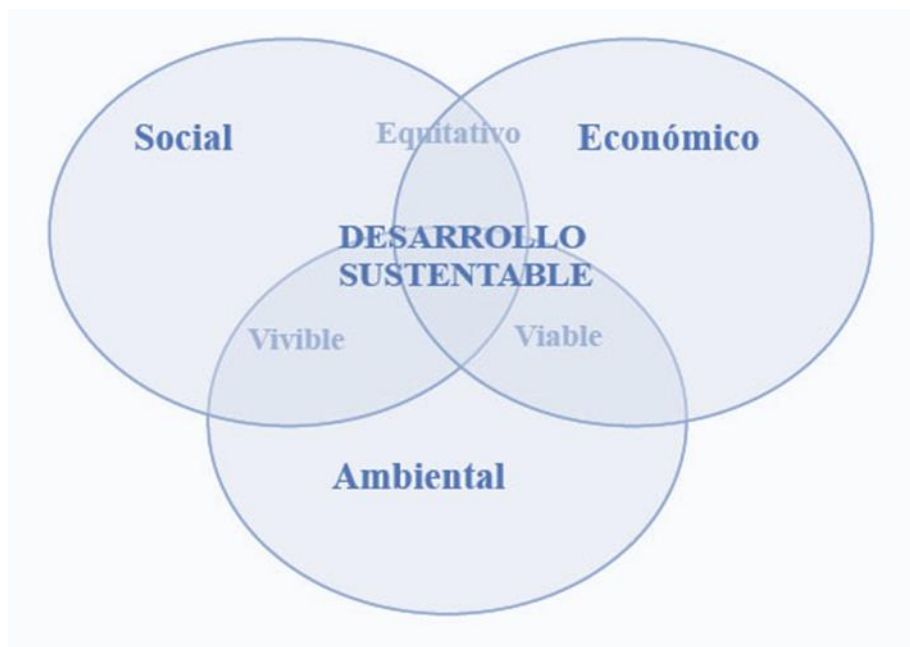 Social
Equitativo
Económico
DESARROLLO
SUSTENTABLE
Vivible
Viable
Ambiental